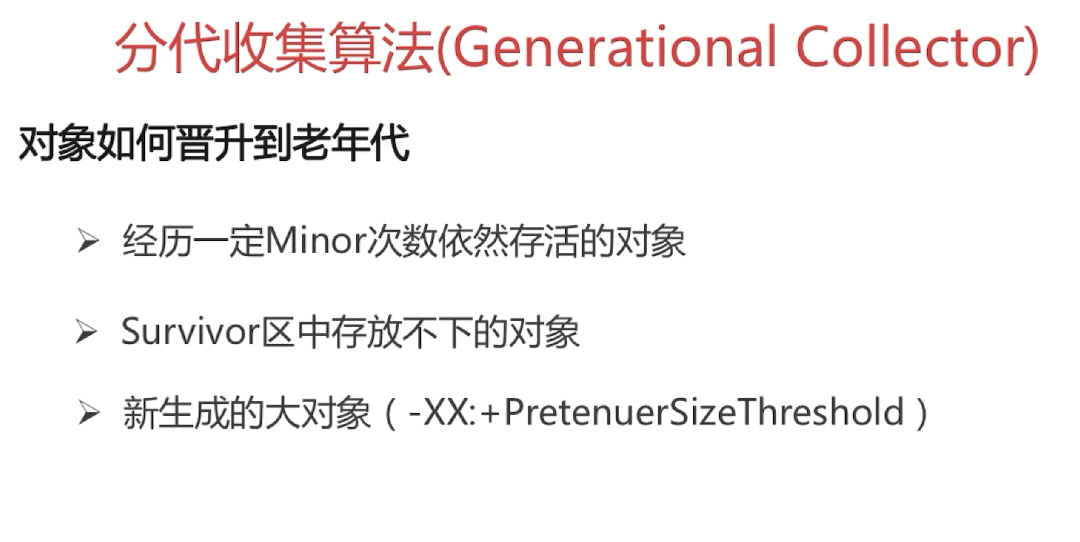 分代收集算法(Generational Collector)
对象如何晋升到老年代
➢ 经历一定Minor次数依然存活的对象
➢ Survivor区中存放不下的对象
➢ 新生成的大对象（-XX:+PretenuerSizeThreshold）